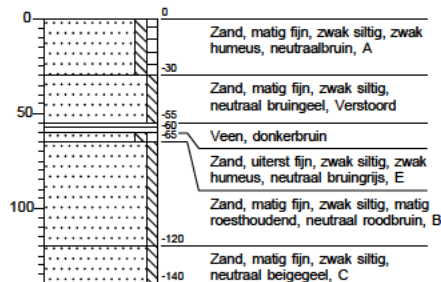 0
0
Zand, matig fijn, zwak siltig, zwak
humeus, neutraalbruin, A
-30
Zand, matig fijn, zwak siltig,
neutraal bruingeel, Verstoord
50
-55
-60
Veen, donkerbruin
-65
Zand, uiterst fijn, zwak siltig, zwak
humeus, neutraal bruingrijs, E
Zand, matig fijn, zwak siltig, matig
roesthoudend, neutraal roodbruin, B
100
-120
Zand, matig fijn, zwak siltig,
neutraal beigegeel, C
-140